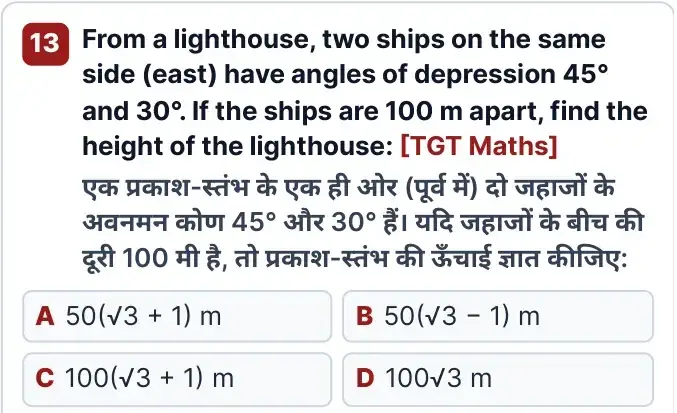 13 From a lighthouse, two ships on the same
side (east) have angles of depression 45°
and 30°. If the ships are 100 m apart, find the
height of the lighthouse: [TGT Maths]
एक प्रकाश-स्तंभ के एक ही ओर (पूर्व में) दो जहाजों के
अवनमन कोण 45° और 30° हैं। यदि जहाजों के बीच की
दूरी 100 मी है, तो प्रकाश-स्तंभ की ऊँचाई ज्ञात कीजिए:
A 50(√3 + 1) m
B 50(√3 − 1) m
C 100(√3 + 1) m
D 100√3 m